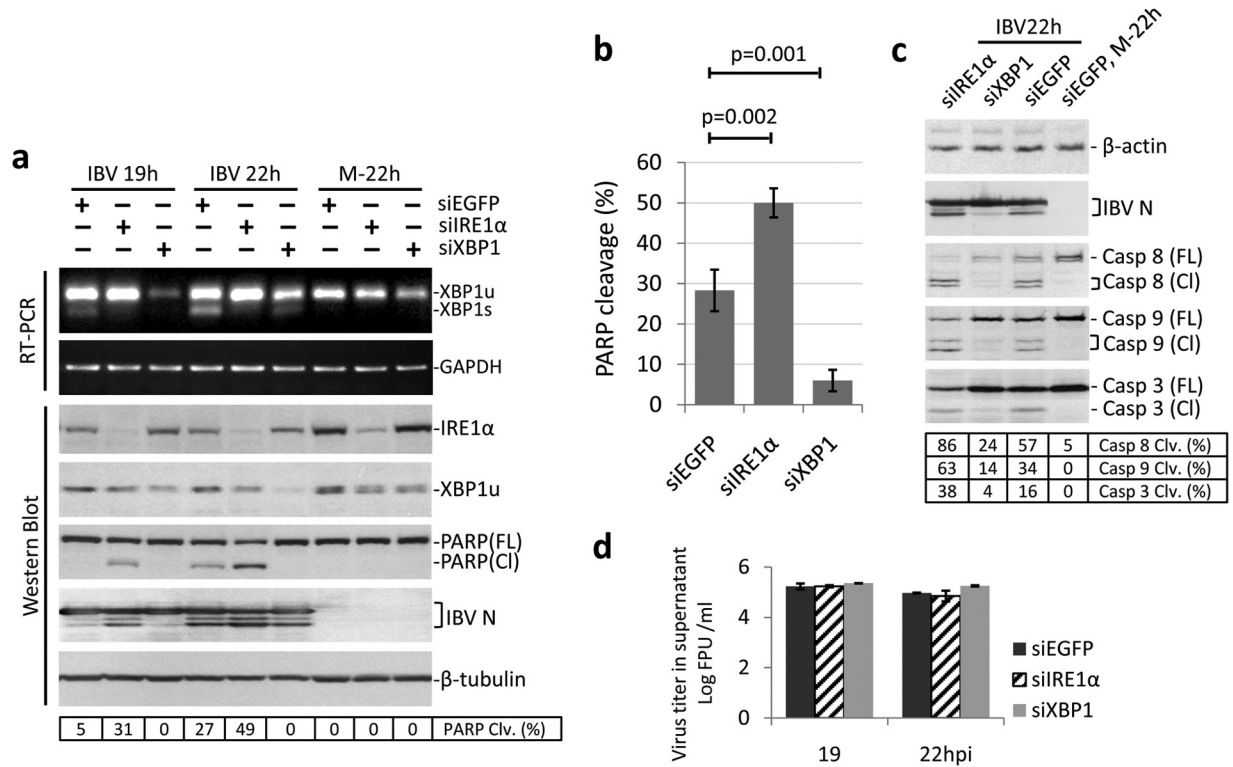 a
IBV 19h IBV 22h M-22h
+ – – + – – + – – siEGFP
– + – – + – – + – siIRE1α
– – + – – + – – + siXBP1
RT-PCR
-XBP1u
-XBP1s
-GAPDH
Western Blot
-IRE1α
-XBP1u
-PARP(FL)
-PARP(Cl)
IBV N
-β-tubulin
5 31 0 27 49 0 0 0 0 PARP Clv. (%)
b
p=0.001
p=0.002
PARP cleavage (%)
60
50
40
30
20
10
0
siEGFP siIRE1α siXBP1
c
IBV22h
siIRE1α siXBP1 siEGFP siEGFP, M-22h
- β-actin
IBV N
- Casp 8 (FL)
Casp 8 (Cl)
- Casp 9 (FL)
Casp 9 (Cl)
- Casp 3 (FL)
- Casp 3 (Cl)
86 24 57 5 Casp 8 Clv. (%)
63 14 34 0 Casp 9 Clv. (%)
38 4 16 0 Casp 3 Clv. (%)
d
Virus titer in supernatant
Log FPU /ml
6
4
2
0
19 22hpi
siEGFP
siIRE1α
siXBP1